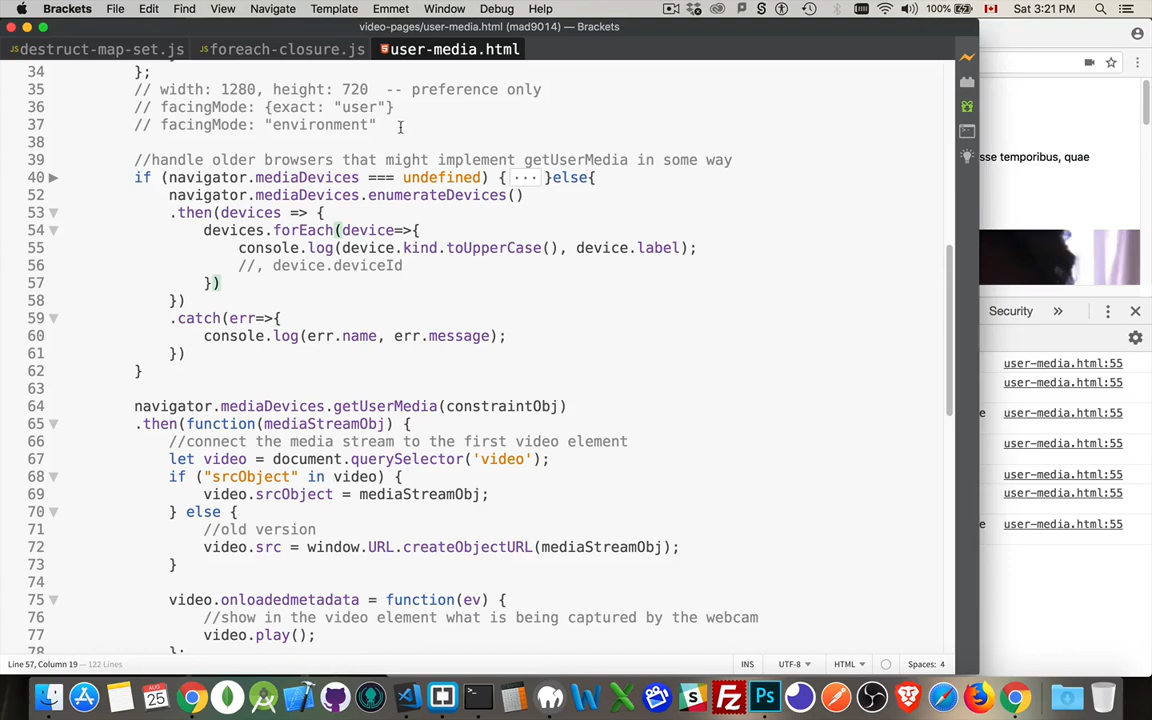 Brackets File Edit Find View Navigate Template Emmet Window Debug Help 100% Sat 3:21 PM
video-pages/user-media.html (mad9014) — Brackets
destruct-map-set.js foreach-closure.js user-media.html
34 };
35 // width: 1280, height: 720 -- preference only
36 // facingMode: {exact: "user"}
37 // facingMode: "environment"
38
39 //handle older browsers that might implement getUserMedia in some way
40 if (navigator.mediaDevices === undefined) { ... }else{
52 navigator.mediaDevices.enumerateDevices()
53 .then(devices => {
54 devices.forEach(device=>{
55 console.log(device.kind.toUpperCase(), device.label);
56 //, device.deviceId
57 })
58 })
59 .catch(err=>{
60 console.log(err.name, err.message);
61 })
62 }
63
64 navigator.mediaDevices.getUserMedia(constraintObj)
65 .then(function(mediaStreamObj) {
66 //connect the media stream to the first video element
67 let video = document.querySelector('video');
68 if ("srcObject" in video) {
69 video.srcObject = mediaStreamObj;
70 } else {
71 //old version
72 video.src = window.URL.createObjectURL(mediaStreamObj);
73 }
74
75 video.onloadedmetadata = function(ev) {
76 //show in the video element what is being captured by the webcam
77 video.play();
78 };
Line 57, Column 19 — 122 Lines INS UTF-8 HTML Spaces: 4
sse temporibus, quae
Security »
user-media.html:55
user-media.html:55
e user-media.html:55
user-media.html:55
user-media.html:55
user-media.html:55
e user-media.html:55
AUG
25